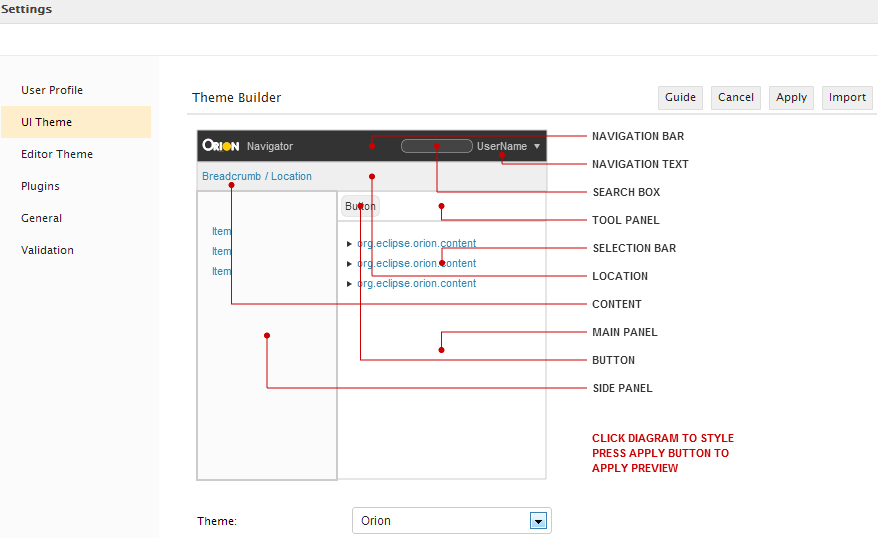 Settings
User Profile
UI Theme
Editor Theme
Plugins
General
Validation
Theme Builder
Guide
Cancel
Apply
Import
ORION Navigator
UserName
Breadcrumb / Location
Button
Item
Item
Item
org.eclipse.orion.content
org.eclipse.orion.content
org.eclipse.orion.content
NAVIGATION BAR
NAVIGATION TEXT
SEARCH BOX
TOOL PANEL
SELECTION BAR
LOCATION
CONTENT
MAIN PANEL
BUTTON
SIDE PANEL
CLICK DIAGRAM TO STYLE
PRESS APPLY BUTTON TO
APPLY PREVIEW
Theme:
Orion